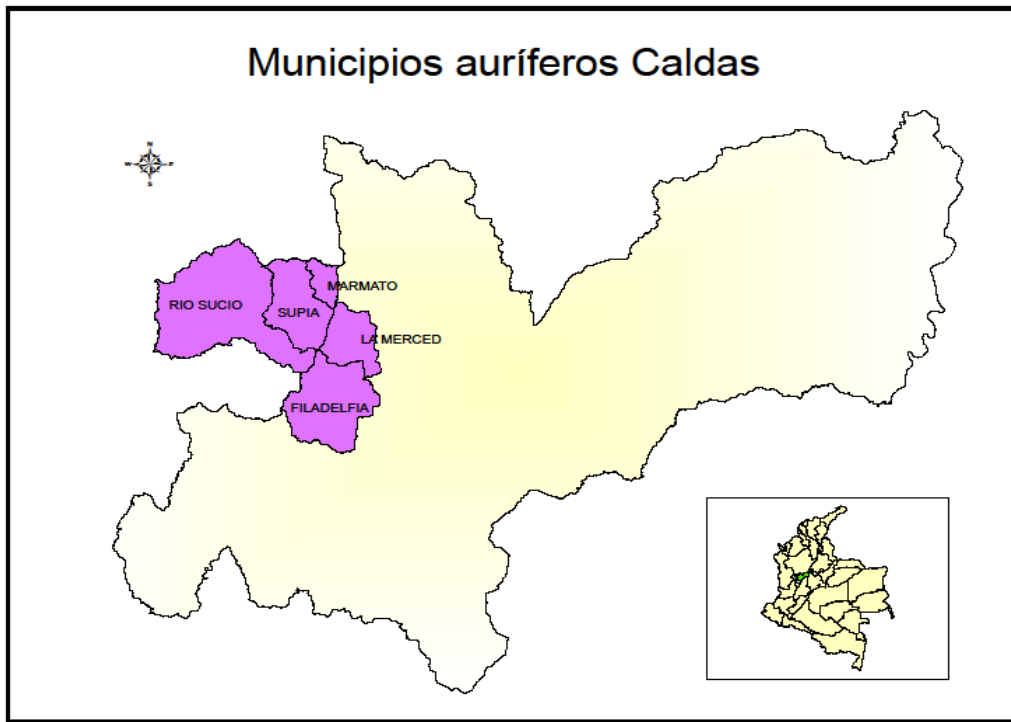 Municipios auríferos Caldas
N
W E
S
MARMATO
RIO SUCIO
SUPIA
LA MERCED
FILADELFIA